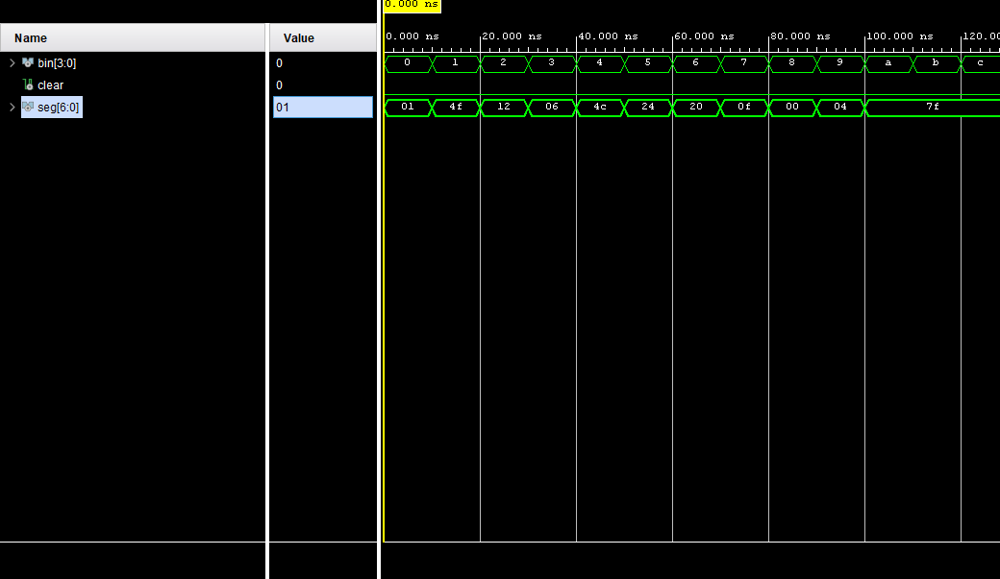 0.000 ns
Name Value
0.000 ns 20.000 ns 40.000 ns 60.000 ns 80.000 ns 100.000 ns 120.00
bin[3:0] 0 0 1 2 3 4 5 6 7 8 9 a b c
clear 0
seg[6:0] 01 01 4f 12 06 4c 24 20 0f 00 04 7f